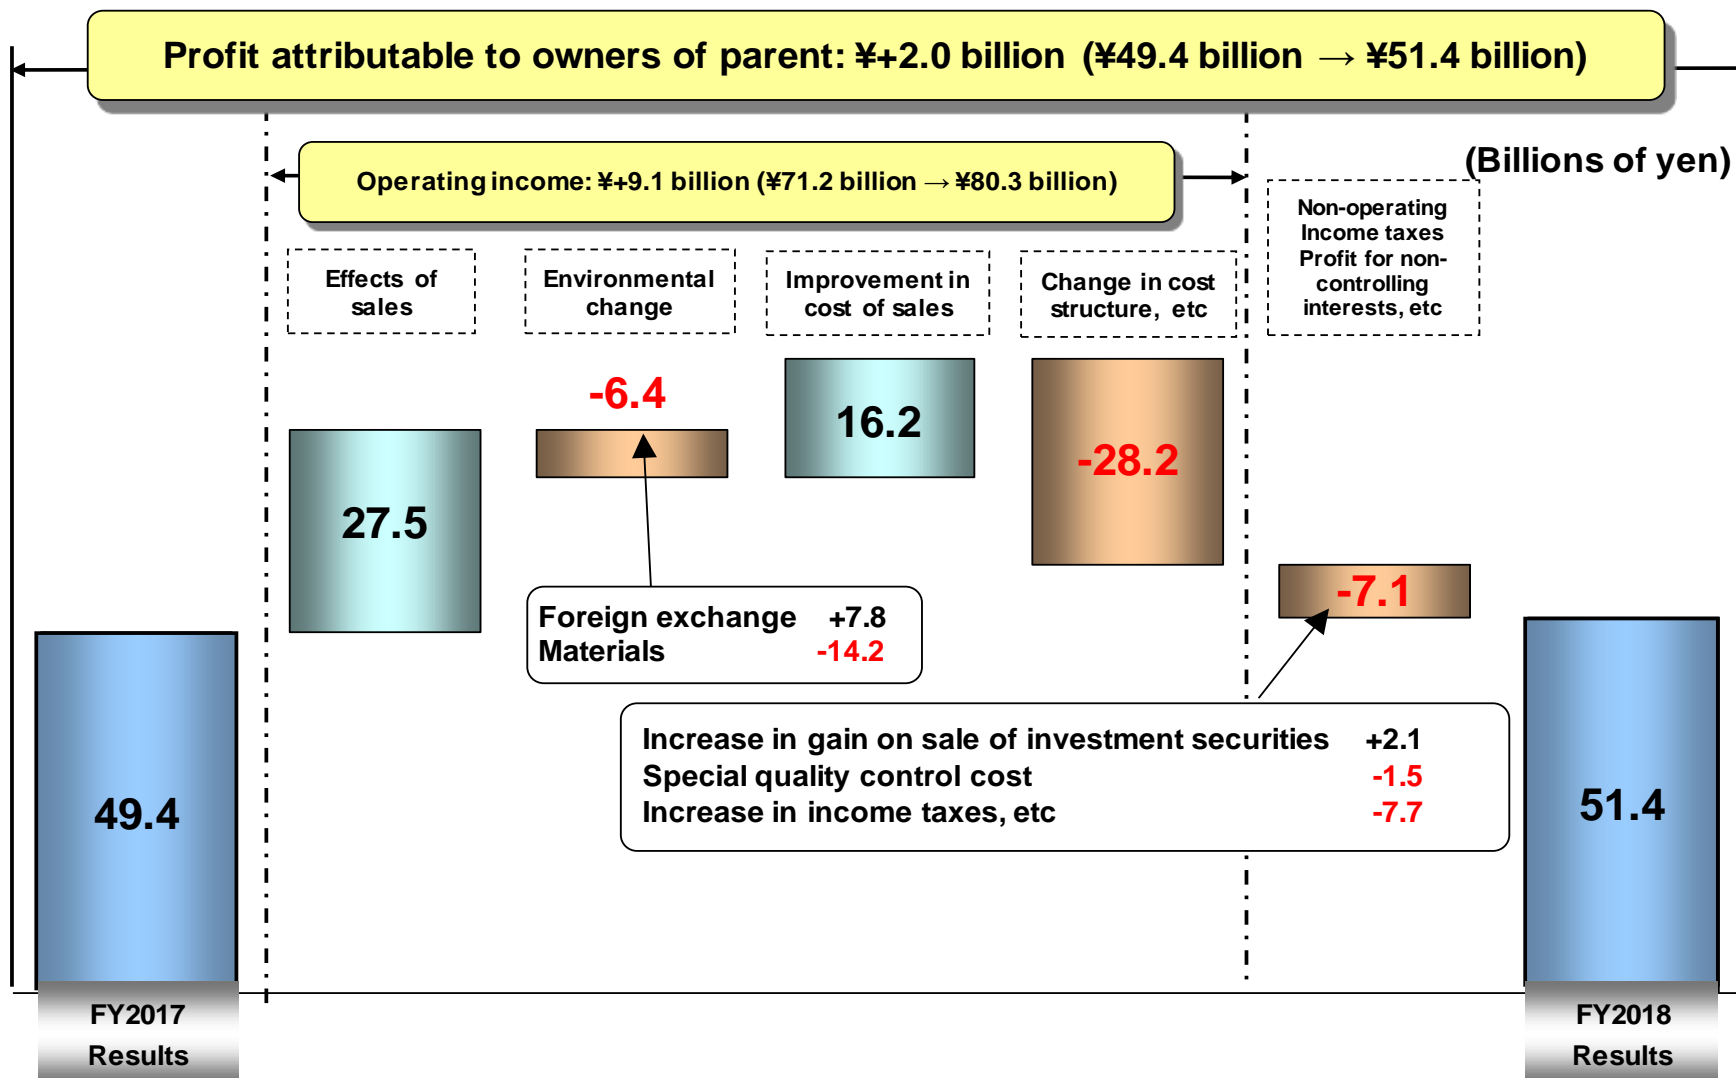 Profit attributable to owners of parent: ¥+2.0 billion (¥49.4 billion → ¥51.4 billion)
(Billions of yen)
Operating income: ¥+9.1 billion (¥71.2 billion → ¥80.3 billion)
Effects of
sales
Environmental
change
Improvement in
cost of sales
Change in cost
structure, etc
Non-operating
Income taxes
Profit for non-
controlling
interests, etc
27.5
-6.4
16.2
-28.2
-7.1
Foreign exchange +7.8
Materials -14.2
Increase in gain on sale of investment securities +2.1
Special quality control cost -1.5
Increase in income taxes, etc -7.7
49.4
51.4
FY2017
Results
FY2018
Results